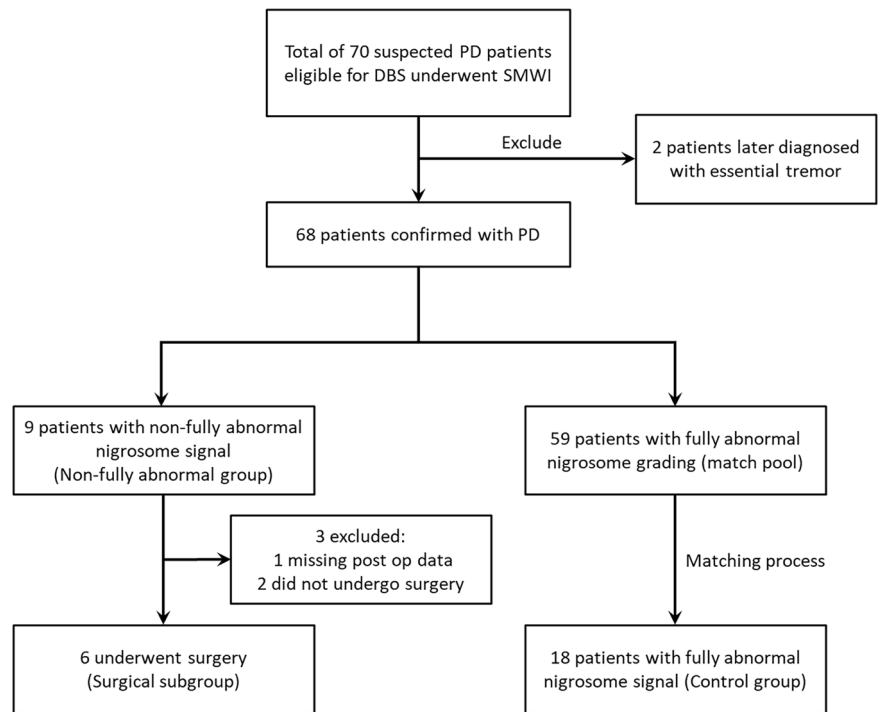 Total of 70 suspected PD patients
eligible for DBS underwent SMWI
Exclude
2 patients later diagnosed
with essential tremor
68 patients confirmed with PD
9 patients with non-fully abnormal
nigrosome signal
(Non-fully abnormal group)
59 patients with fully abnormal
nigrosome grading (match pool)
3 excluded:
1 missing post op data
2 did not undergo surgery
Matching process
6 underwent surgery
(Surgical subgroup)
18 patients with fully abnormal
nigrosome signal (Control group)